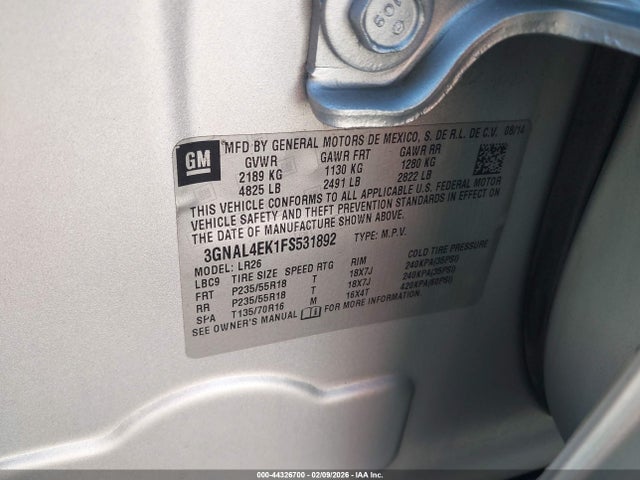 109
GM
MFD BY GENERAL MOTORS DE MEXICO, S. DE R.L. DE C.V. 08/14
GVWR GAWR FRT GAWR RR
2189 KG 1130 KG 1280 KG
4825 LB 2491 LB 2822 LB
THIS VEHICLE CONFORMS TO ALL APPLICABLE U.S. FEDERAL MOTOR
VEHICLE SAFETY AND THEFT PREVENTION STANDARDS IN EFFECT ON
THE DATE OF MANUFACTURE SHOWN ABOVE.
3GNAL4EK1FS531892 TYPE: M.P.V.
MODEL: LR26
LBC9 TIRE SIZE SPEED RTG RIM COLD TIRE PRESSURE
FRT P235/55R18 T 18X7J 240KPA(35PSI)
RR P235/55R18 T 18X7J 240KPA(35PSI)
SPA T135/70R16 M 16X4T 420KPA(60PSI)
SEE OWNER'S MANUAL FOR MORE INFORMATION
000-44326700 - 02/09/2026 - IAA Inc.